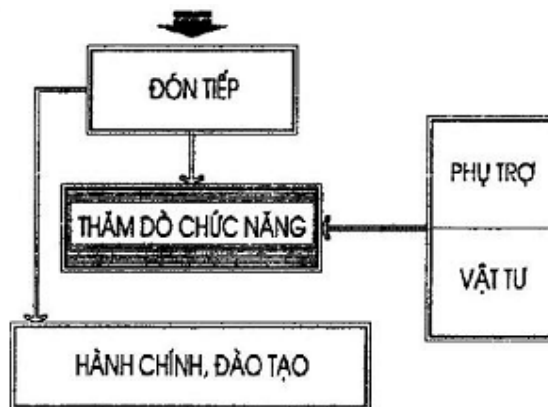 ĐÓN TIẾP
PHỤ TRỢ
THĂM DÒ CHỨC NĂNG
VẬT TƯ
HÀNH CHÍNH, ĐÀO TẠO